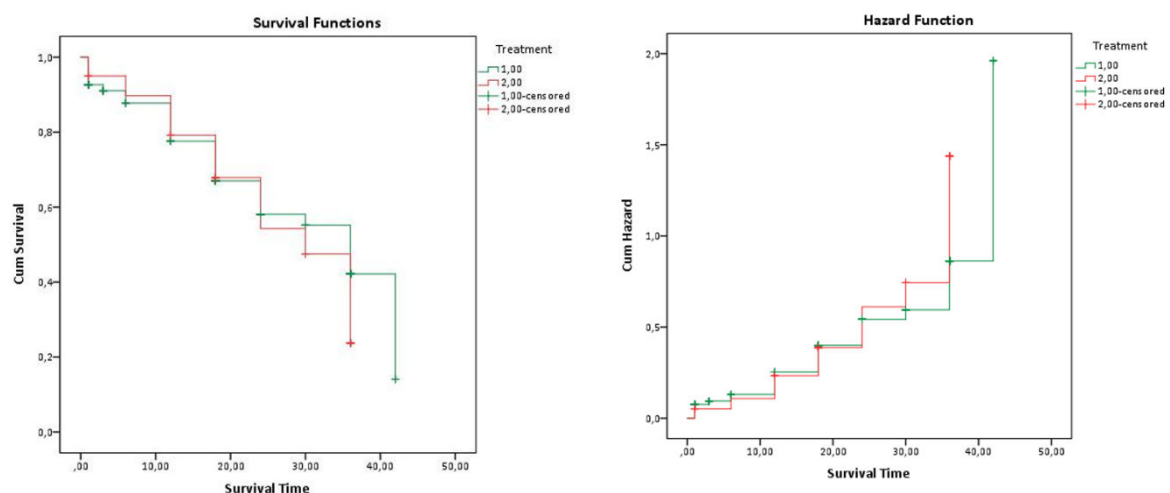 Survival Functions
Treatment
1,00
2,00
1,00-censored
2,00-censored
1,0
0,8
0,6
0,4
0,2
0,0
Cum Survival
,00 10,00 20,00 30,00 40,00 50,00
Survival Time
Hazard Function
Treatment
1,00
2,00
1,00-censored
2,00-censored
2,0
1,5
1,0
0,5
0,0
Cum Hazard
,00 10,00 20,00 30,00 40,00 50,00
Survival Time